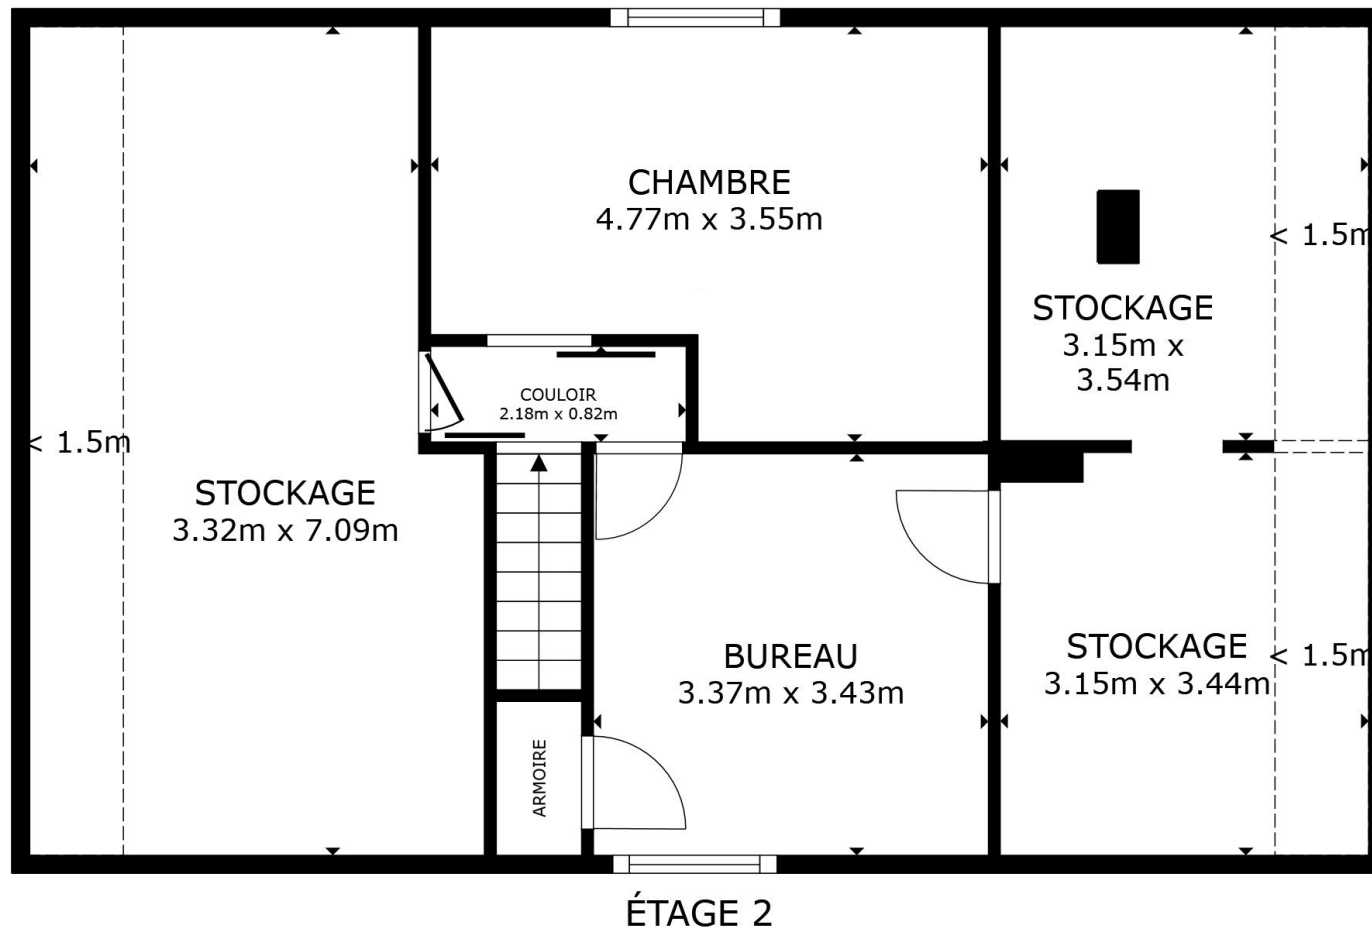 CHAMBRE
4.77m x 3.55m
< 1.5m
STOCKAGE
3.15m x
3.54m
COULOIR
2.18m x 0.82m
< 1.5m
STOCKAGE
3.32m x 7.09m
BUREAU
3.37m x 3.43m
STOCKAGE
3.15m x 3.44m
< 1.5m
ARMOIRE
ÉTAGE 2